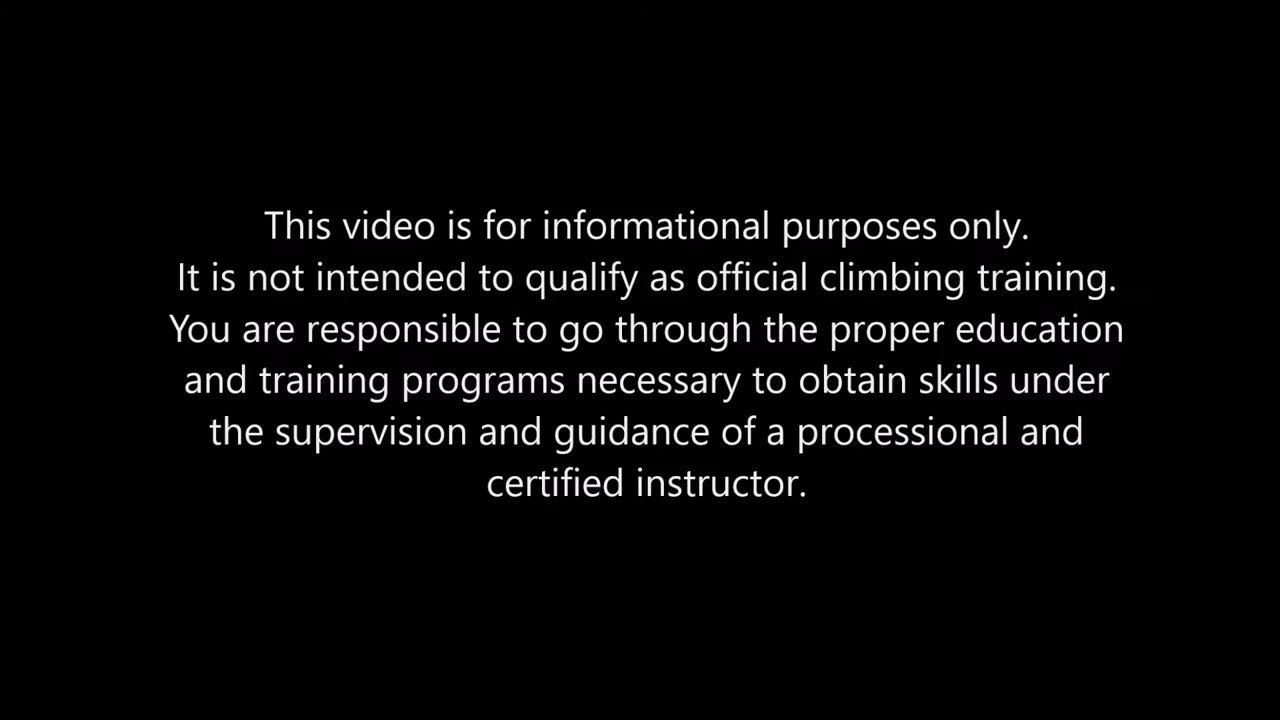 This video is for informational purposes only.
It is not intended to qualify as official climbing training.
You are responsible to go through the proper education
and training programs necessary to obtain skills under
the supervision and guidance of a processional and
certified instructor.